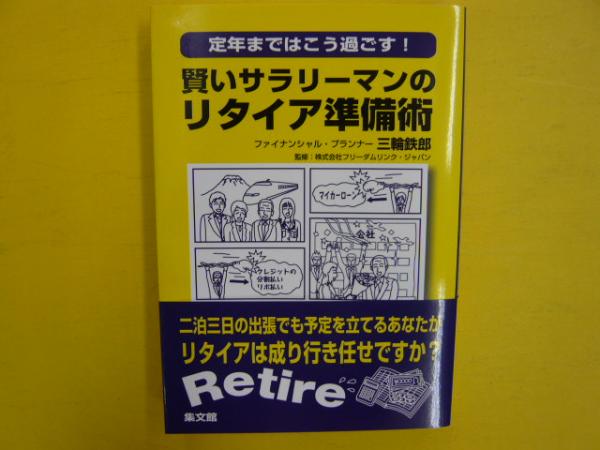 定年まではこう過ごす！
賢いサラリーマンの
リタイア準備術
ファイナンシャル・プランナー 三輪鉄郎
監修：株式会社フリーダムリンク・ジャパン
マイカーローン
会社
クレジットの
分割払い
リボ払い
二泊三日の出張でも予定を立てるあなたが
リタイアは成り行き任せですか？
Retire
集文館